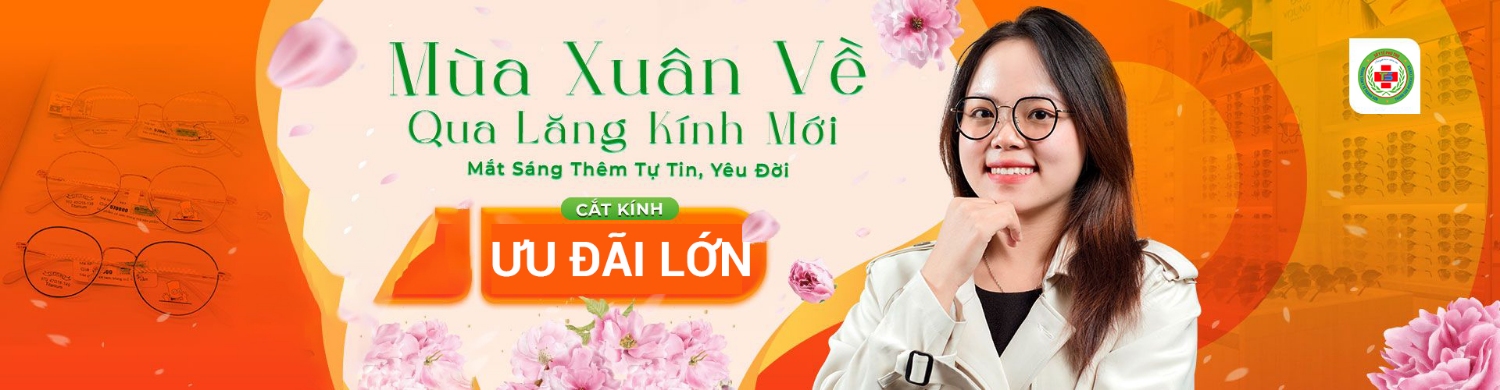 Mùa Xuân Về
Qua Lăng Kính Mới
Mắt Sáng Thêm Tự Tin, Yêu Đời
CẮT KÍNH
ƯU ĐÃI LỚN